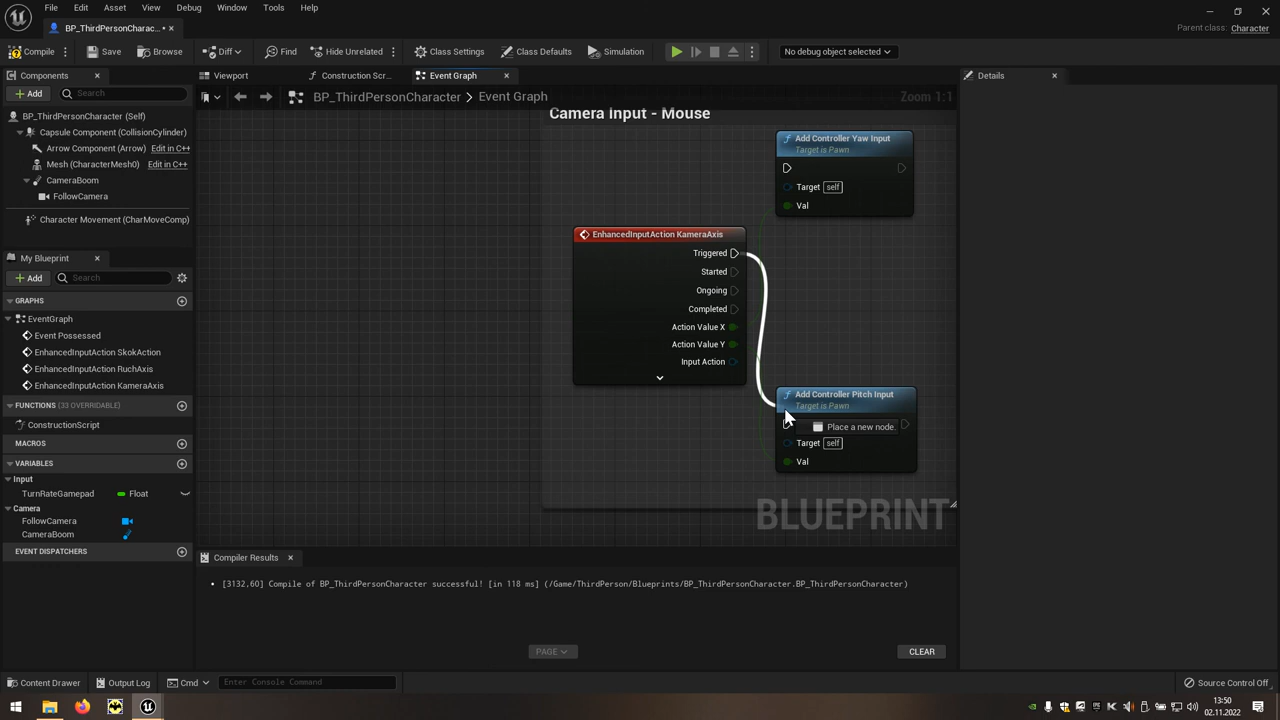 File Edit Asset View Debug Window Tools Help
BP_ThirdPersonCharac...
Parent class: Character
Compile Save Browse Diff Find Hide Unrelated Class Settings Class Defaults Simulation No debug object selected
Components
Viewport Construction Scr... Event Graph
Details
Add Search
BP_ThirdPersonCharacter > Event Graph
Zoom 1:1
BP_ThirdPersonCharacter (Self)
Capsule Component (CollisionCylinder)
Arrow Component (Arrow) Edit in C++
Mesh (CharacterMesh0) Edit in C++
CameraBoom
FollowCamera
Character Movement (CharMoveComp)
My Blueprint
Add Search
GRAPHS
EventGraph
Event Possessed
EnhancedInputAction SkokAction
EnhancedInputAction RuchAxis
EnhancedInputAction KameraAxis
FUNCTIONS (33 OVERRIDABLE)
ConstructionScript
MACROS
VARIABLES
Input
TurnRateGamepad Float
Camera
FollowCamera
CameraBoom
EVENT DISPATCHERS
Camera Input - Mouse
Add Controller Yaw Input
Target is Pawn
Target self
Val
EnhancedInputAction KameraAxis
Triggered
Started
Ongoing
Completed
Action Value X
Action Value Y
Input Action
Add Controller Pitch Input
Target is Pawn
Place a new node.
Target self
Val
BLUEPRINT
Compiler Results
[3132,60] Compile of BP_ThirdPersonCharacter successful! [in 118 ms] (/Game/ThirdPerson/Blueprints/BP_ThirdPersonCharacter.BP_ThirdPersonCharacter)
PAGE
CLEAR
Content Drawer Output Log Cmd Enter Console Command
Source Control Off
13:50
02.11.2022